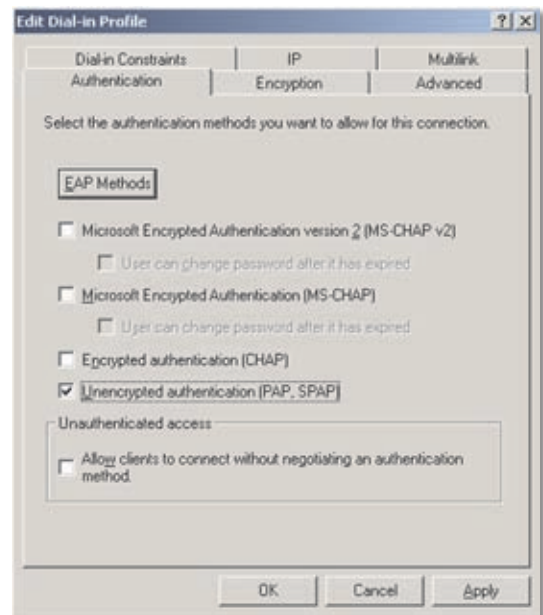 Edit Dial-in Profile
Dial-in Constraints
IP
Multilink
Authentication
Encryption
Advanced
Select the authentication methods you want to allow for this connection.
EAP Methods
Microsoft Encrypted Authentication version 2 (MS-CHAP v2)
User can change password after it has expired
Microsoft Encrypted Authentication (MS-CHAP)
User can change password after it has expired
Encrypted authentication (CHAP)
Unencrypted authentication (PAP, SPAP)
Unauthenticated access
Allow clients to connect without negotiating an authentication
method.
OK
Cancel
Apply